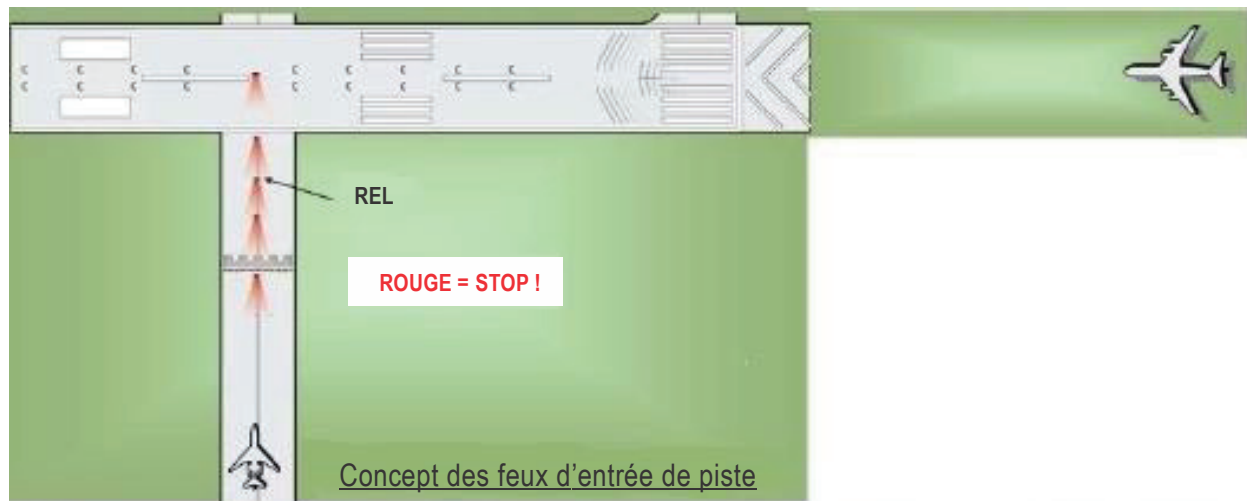 REL
ROUGE = STOP !
Concept des feux d'entrée de piste